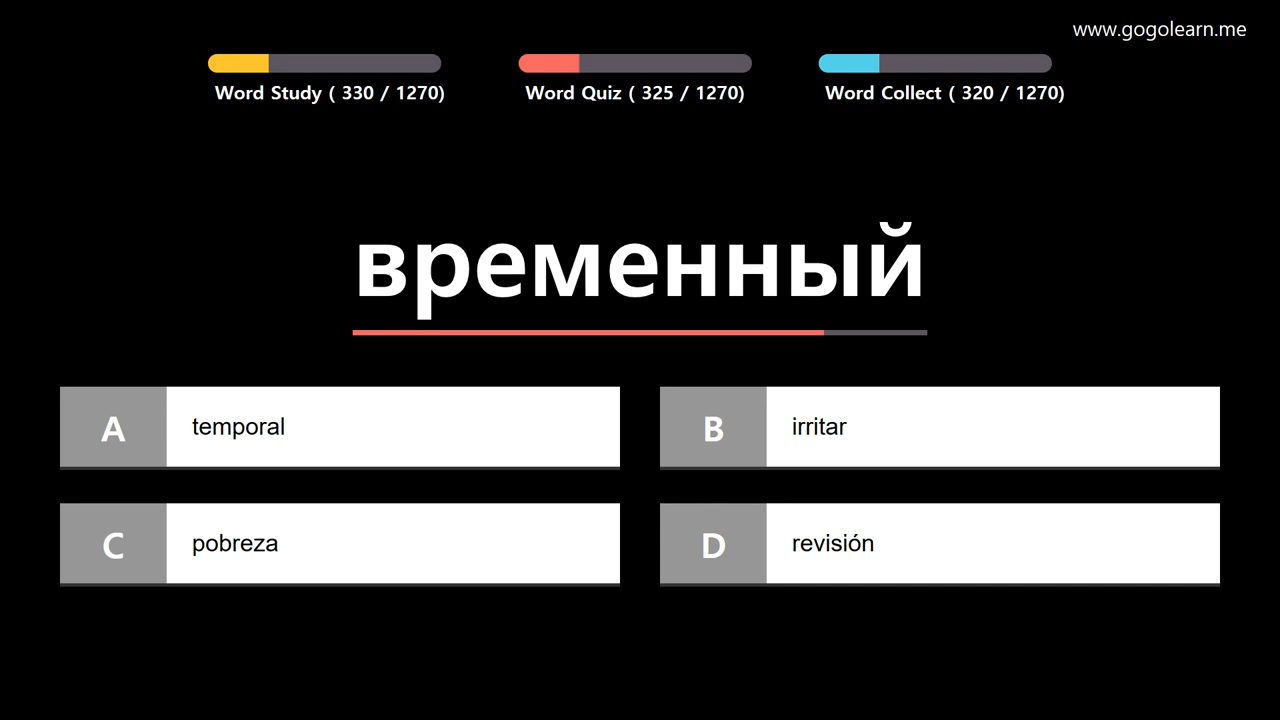 www.gogolearn.me
Word Study ( 330 / 1270)
Word Quiz ( 325 / 1270)
Word Collect ( 320 / 1270)
временный
A temporal
B irritar
C pobreza
D revisión